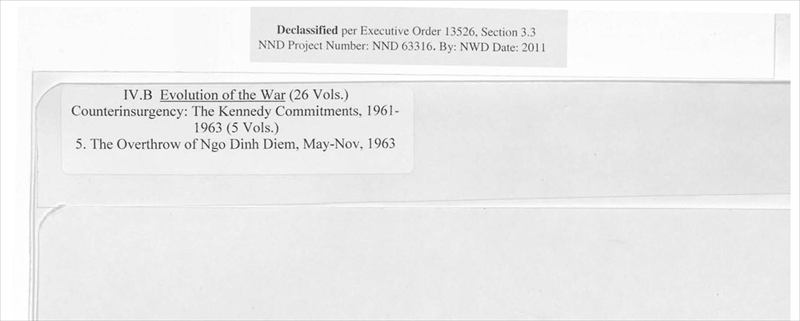 Declassified per Executive Order 13526, Section 3.3
NND Project Number: NND 63316. By: NWD Date: 2011
IV.B Evolution of the War (26 Vols.)
Counterinsurgency: The Kennedy Commitments, 1961-
1963 (5 Vols.)
5. The Overthrow of Ngo Dinh Diem, May-Nov, 1963